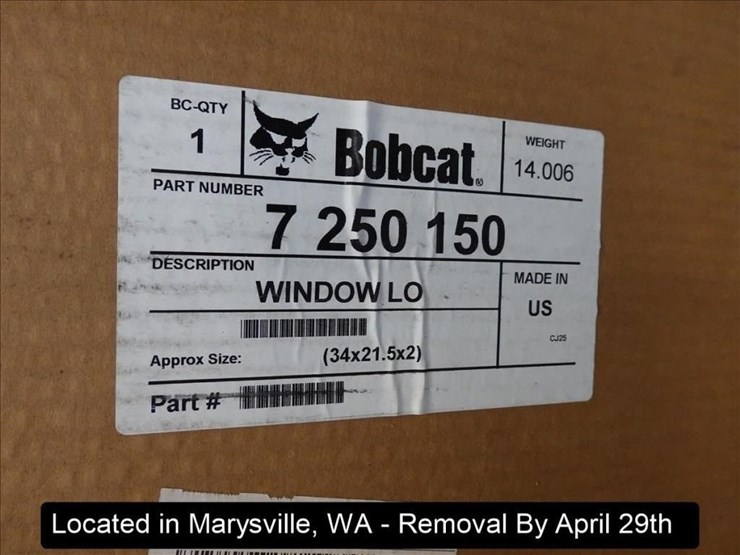 BC-QTY
1
Bobcat®
WEIGHT
14.006
PART NUMBER
7 250 150
DESCRIPTION
WINDOW LO
MADE IN
US
CJ25
Approx Size:
(34x21.5x2)
Part #
Located in Marysville, WA - Removal By April 29th